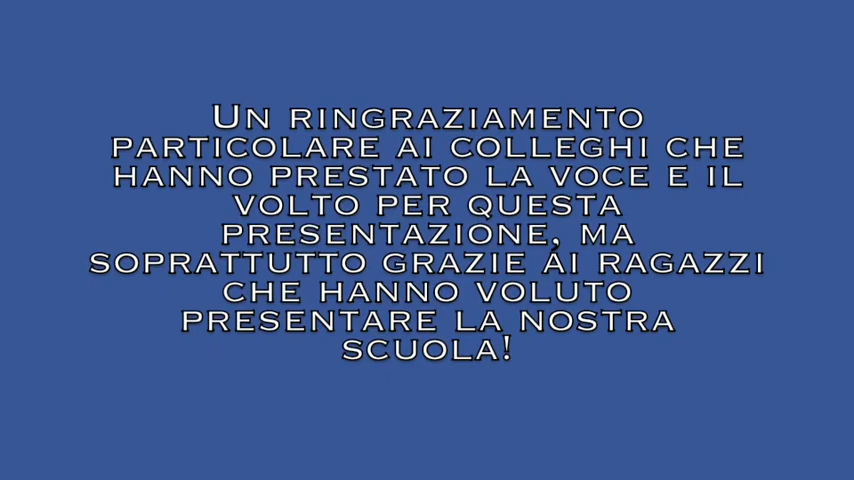 Un ringraziamento
particolare ai colleghi che
hanno prestato la voce e il
volto per questa
presentazione, ma
soprattutto grazie ai ragazzi
che hanno voluto
presentare la nostra
scuola!